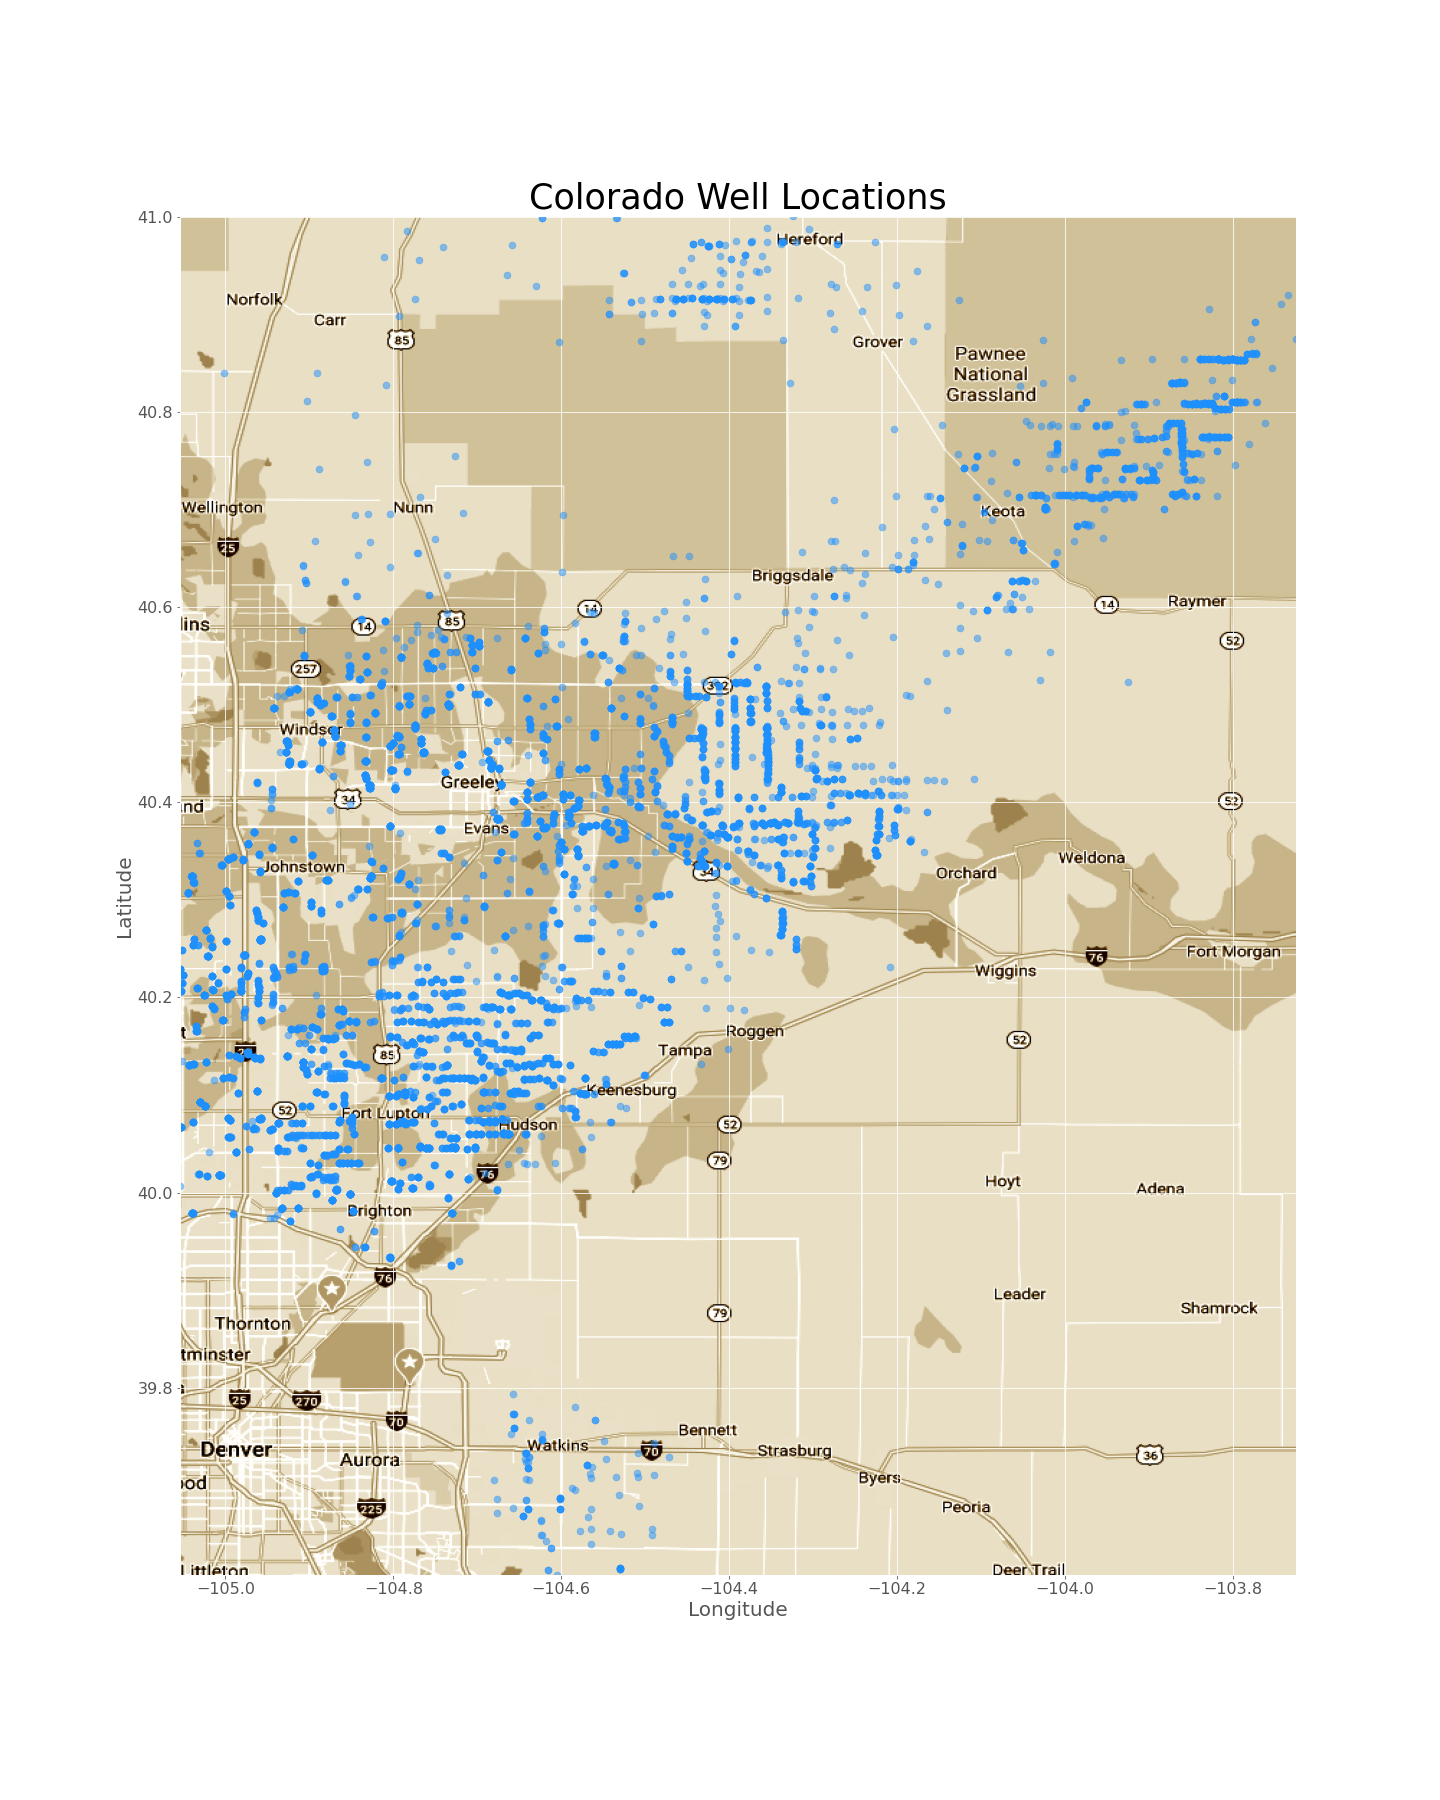 Colorado Well Locations
41.0
Hereford
Norfolk
Carr
85
Grover
Pawnee
National
Grassland
40.8
Wellington
Nunn
Keota
25
Briggsdale
40.6
14
14
14
Raymer
85
lins
52
257
Windsor
Greeley
40.4
nd
34
52
Evans
Johnstown
34
Weldona
Orchard
Latitude
Fort Morgan
76
Wiggins
40.2
t
Roggen
52
Tampa
85
Keenesburg
52
Fort Lupton
Hudson
52
79
76
Hoyt
Adena
40.0
Brighton
76
Leader
79
Shamrock
Thornton
tminster
39.8
25
270
70
Bennett
Denver
Watkins
70
Strasburg
36
Aurora
ood
Byers
225
Peoria
Littleton
Deer Trail
−105.0
−104.8
−104.6
−104.4
−104.2
−104.0
−103.8
Longitude